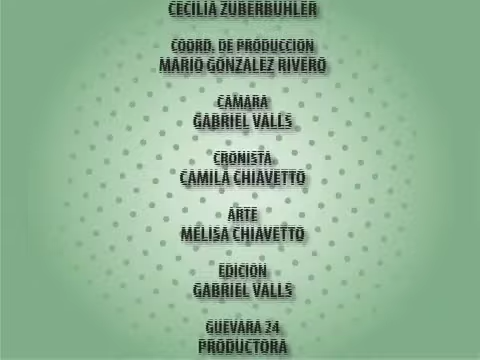 CECILIA ZUBERBUHLER
COORD. DE PRODUCCION
MARIO GONZALEZ RIVERO
CAMARA
GABRIEL VALLS
CRONISTA
CAMILA CHIAVETTO
ARTE
MELISA CHIAVETTO
EDICION
GABRIEL VALLS
GUEVARA 24
PRODUCTORA